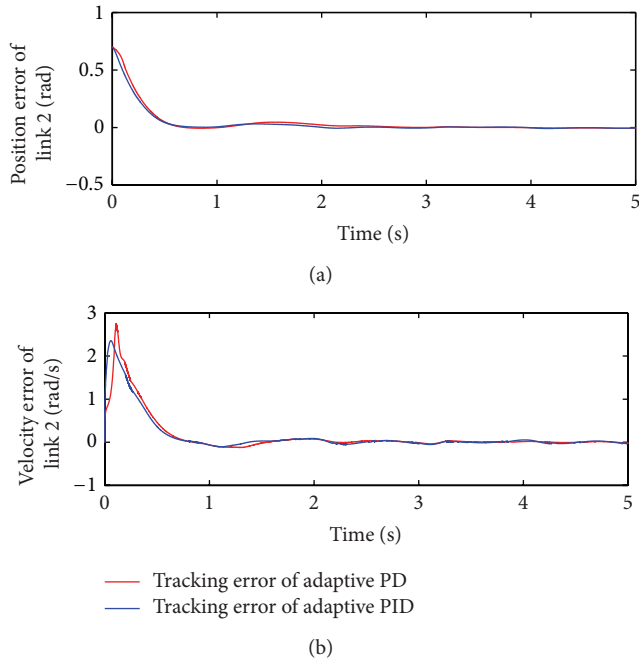 Position error of
link 2 (rad)
1
0.5
0
−0.5
0 1 2 3 4 5
Time (s)
(a)
Velocity error of
link 2 (rad/s)
3
2
1
0
−1
0 1 2 3 4 5
Time (s)
Tracking error of adaptive PD
Tracking error of adaptive PID
(b)